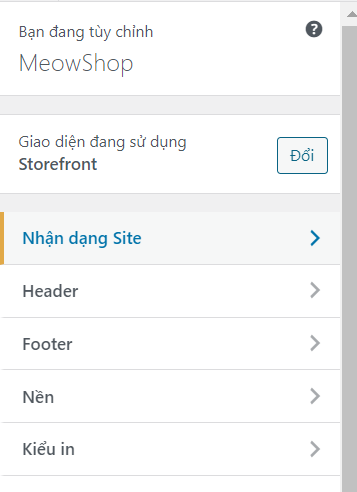 Bạn đang tùy chỉnh
MeowShop
Giao diện đang sử dụng
Storefront
Đổi
Nhận dạng Site
Header
Footer
Nền
Kiểu in